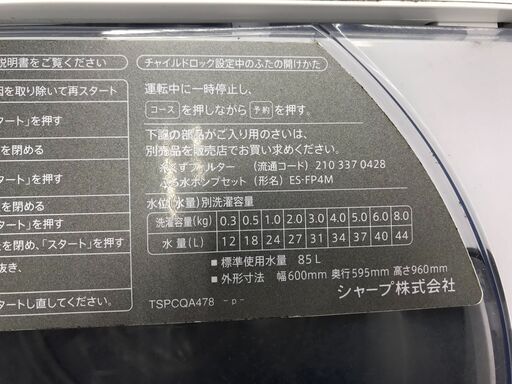 説明書をご覧ください
因を取り除いて再スタート
タート」を押す
を閉める
タート」を押す
を閉める
スタート」を押す
を閉め、「スタート」を押す
抜き、
タートし直してください。
チャイルドロック設定中のふたの開けかた
運転中に一時停止し、
コース を押しながら 予約 を押す。
下記の部品がご入り用のさいは、
別売品を販売店でお買い求めください。
糸くずフィルター (流通コード) 210 337 0428
ふろ水ポンプセット (形名) ES-FP4M
水位(水量)別洗濯容量
洗濯容量(kg) 0.3 0.5 1.0 2.0 3.0 4.0 5.0 6.0 8.0
水 量(L) 12 18 24 27 31 34 37 40 44
■ 標準使用水量 85L
■ 外形寸法 幅600mm 奥行595mm 高さ960mm
TSPCQA478 -p-
シャープ株式会社